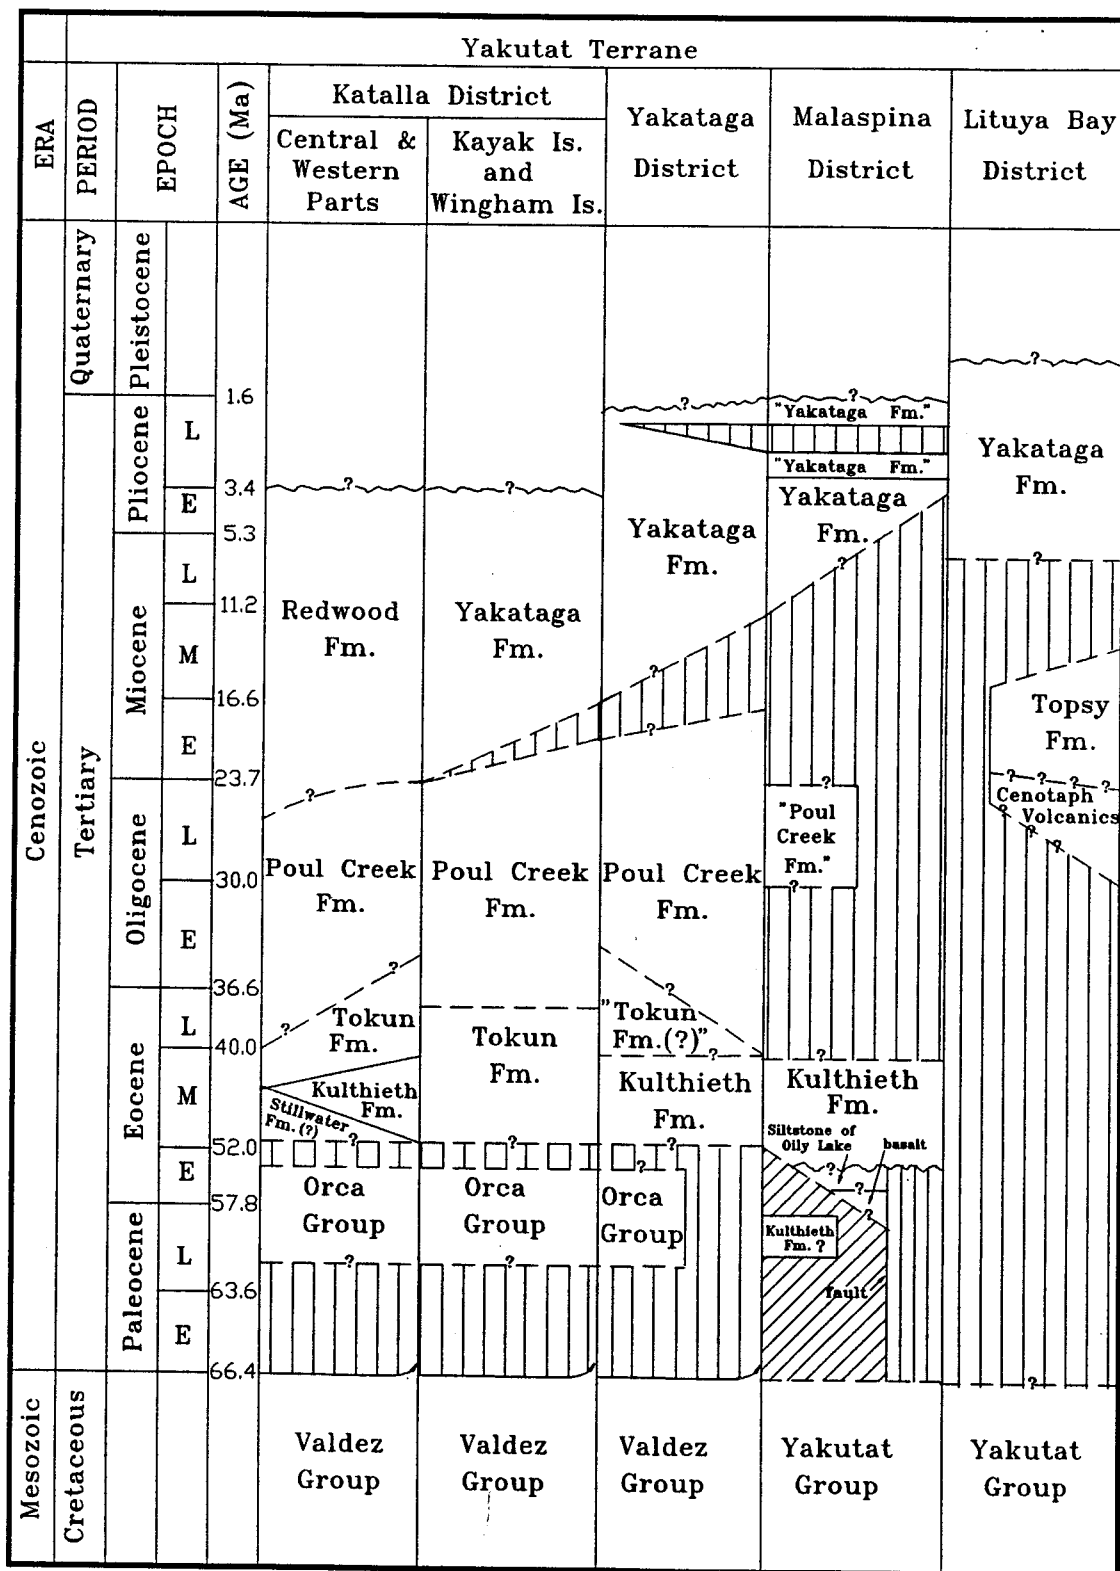 Yakutat Terrane
ERA
PERIOD
EPOCH
AGE (Ma)
Katalla District
Central &
Western
Parts
Kayak Is.
and
Wingham Is.
Yakataga
District
Malaspina
District
Lituya Bay
District
Cenozoic
Mesozoic
Quaternary
Tertiary
Cretaceous
Pleistocene
Pliocene
Miocene
Oligocene
Eocene
Paleocene
L
E
L
M
E
L
E
L
M
E
L
E
1.6
3.4
5.3
11.2
16.6
23.7
30.0
36.6
40.0
52.0
57.8
63.6
66.4
?
Redwood
Fm.
?
Poul Creek
Fm.
?
?
Tokun
Fm.
Kulthieth
Fm.
Stillwater
Fm. (?)
?
Orca
Group
?
Valdez
Group
?
Yakataga
Fm.
Poul Creek
Fm.
Tokun
Fm.
?
Orca
Group
?
Valdez
Group
?
Yakataga
Fm.
?
?
Poul Creek
Fm.
?
"Tokun
Fm.(?)"
?
Kulthieth
Fm.
?
?
Orca
Group
?
Valdez
Group
?
"Yakataga Fm."
"Yakataga Fm."
Yakataga
Fm.
?
?
"Poul
Creek
Fm."
?
?
Kulthieth
Fm.
Siltstone of
Oily Lake
basalt
?
?
?
Kulthieth
Fm. ?
fault
Yakutat
Group
?
Yakataga
Fm.
?
Topsy
Fm.
? ? ? ?
Cenotaph
Volcanics
?
?
?
?
Yakutat
Group